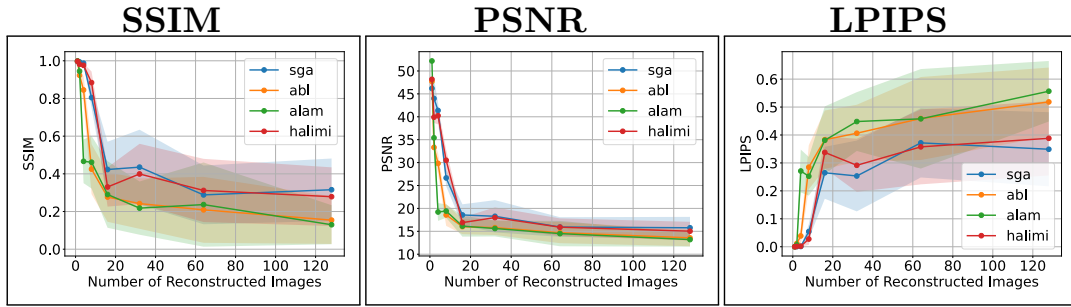 SSIM
PSNR
LPIPS
SSIM
1.0
0.8
0.6
0.4
0.2
0.0
0 20 40 60 80 100 120
Number of Reconstructed Images
sga
abl
alam
halimi
PSNR
50
45
40
35
30
25
20
15
10
0 20 40 60 80 100 120
Number of Reconstructed Images
sga
abl
alam
halimi
LPIPS
0.6
0.5
0.4
0.3
0.2
0.1
0.0
0 20 40 60 80 100 120
Number of Reconstructed Images
sga
abl
alam
halimi